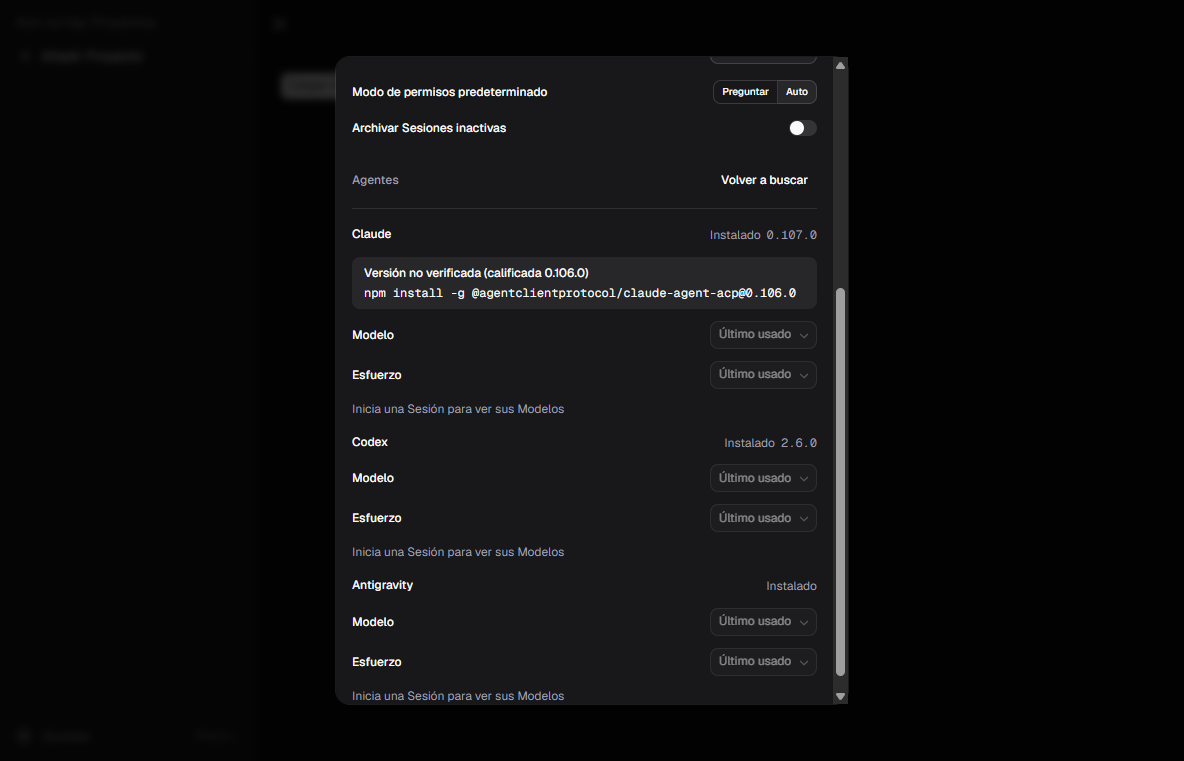 Modo de permisos predeterminado
Preguntar Auto
Archivar Sesiones inactivas
Agentes Volver a buscar
Claude Instalado 0.107.0
Versión no verificada (calificada 0.106.0)
npm install -g @agentclientprotocol/claude-agent-acp@0.106.0
Modelo Último usado
Esfuerzo Último usado
Inicia una Sesión para ver sus Modelos
Codex Instalado 2.6.0
Modelo Último usado
Esfuerzo Último usado
Inicia una Sesión para ver sus Modelos
Antigravity Instalado
Modelo Último usado
Esfuerzo Último usado
Inicia una Sesión para ver sus Modelos